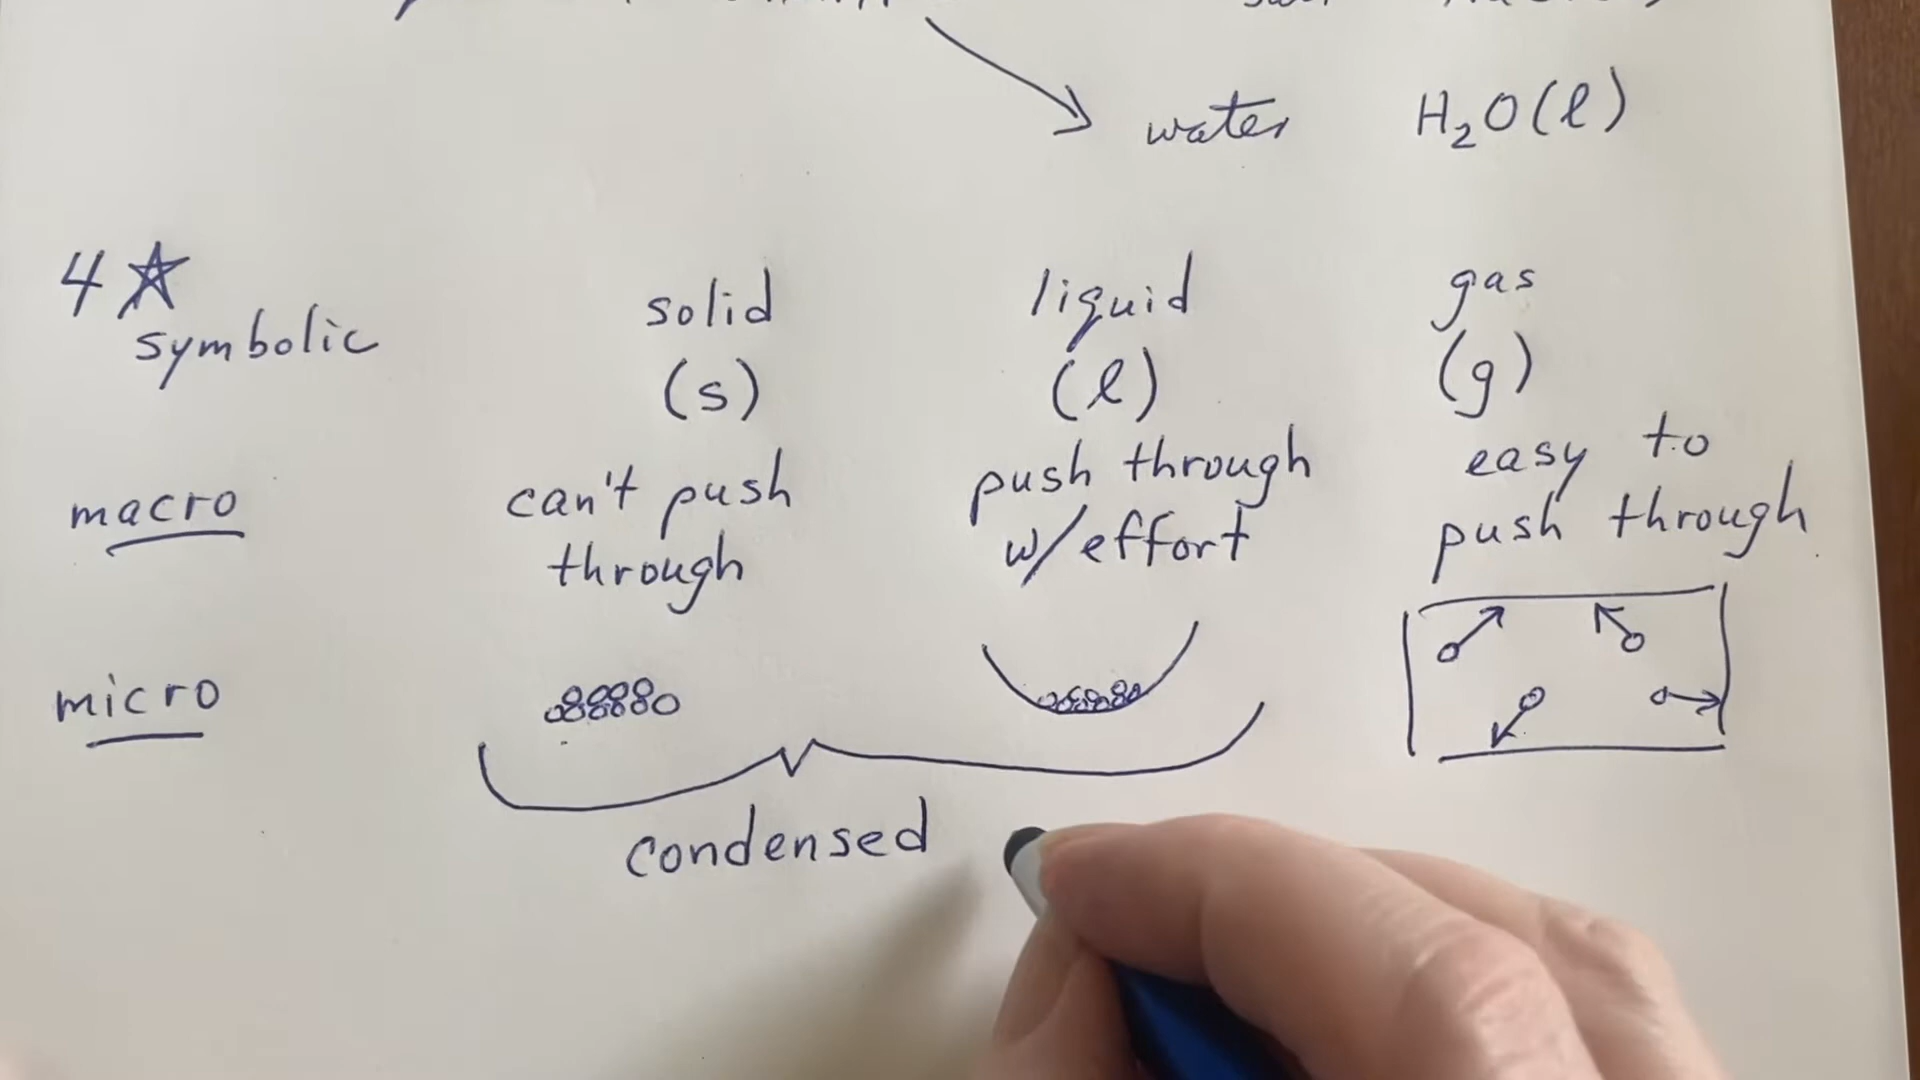 water H₂O(l)
4☆ solid liquid gas
symbolic (s) (l) (g)
macro can't push push through easy to
through w/effort push through
micro
condensed